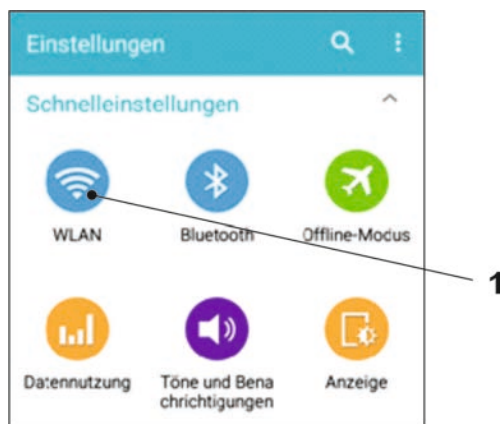 Einstellungen
Schnelleinstellungen
WLAN
Bluetooth
Offline-Modus
1
Datennutzung
Töne und Bena
chrichtigungen
Anzeige